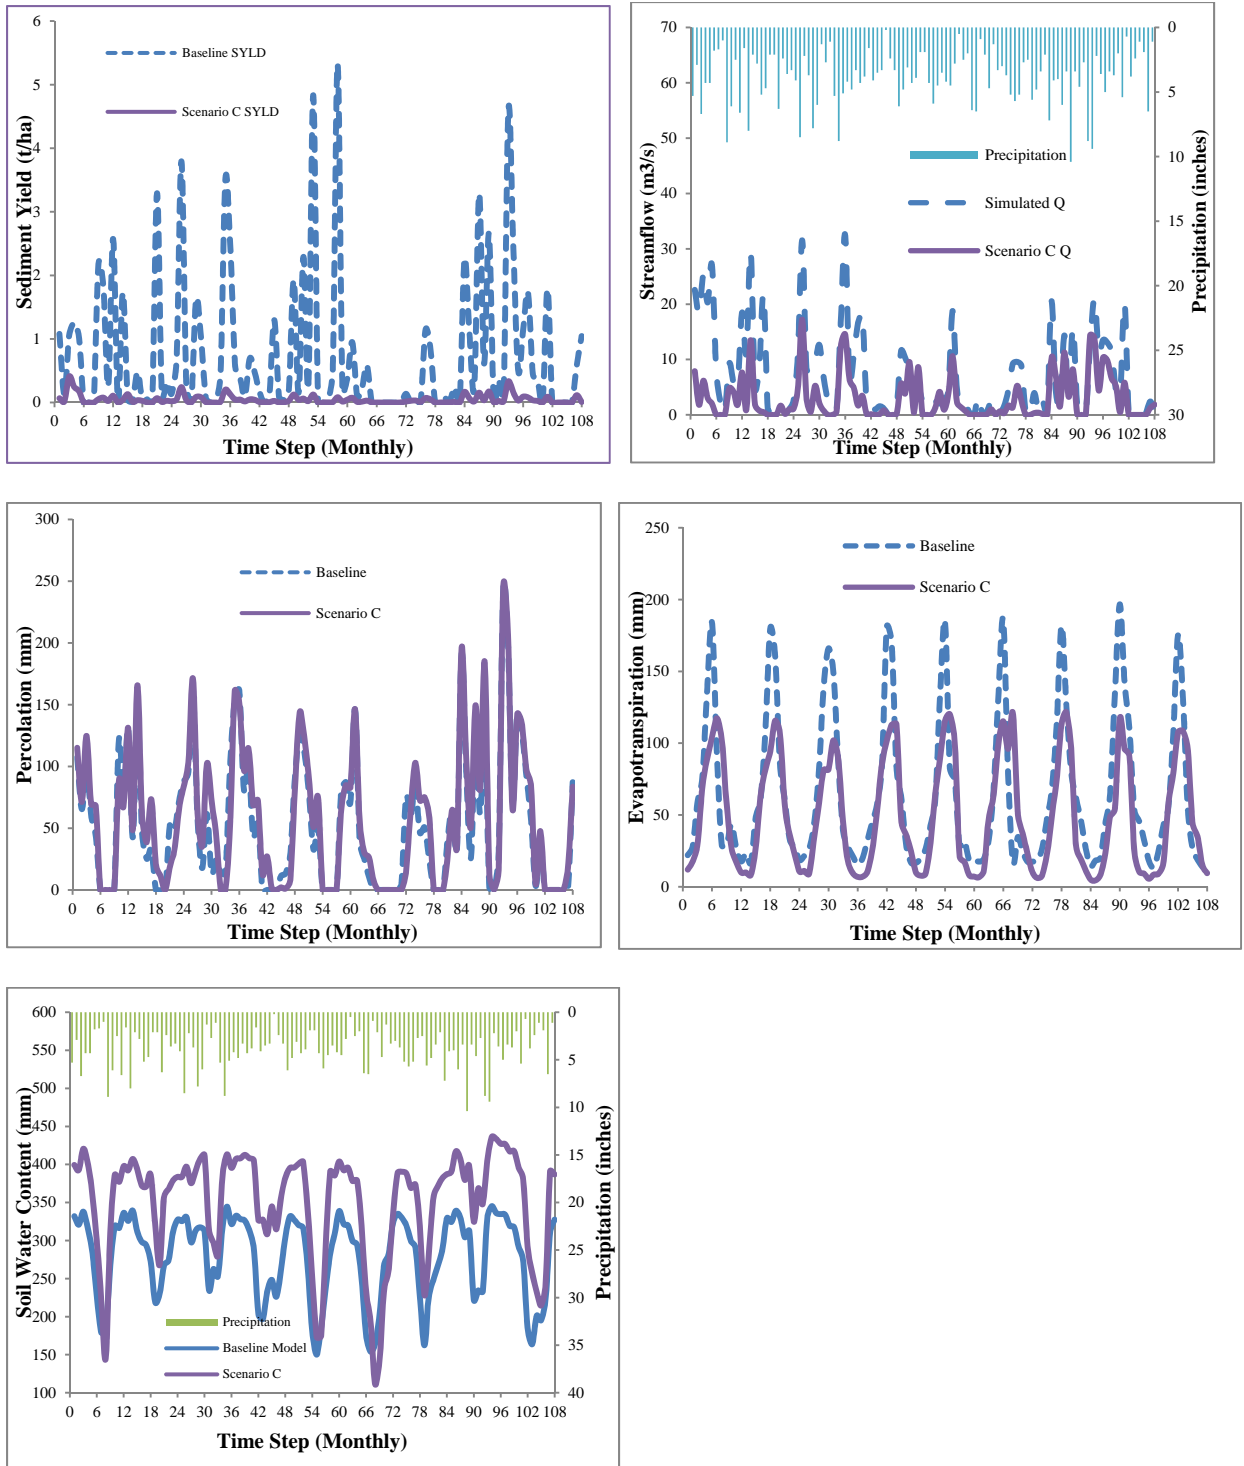 6
5
4
3
2
1
0
Sediment Yield (t/ha)
Baseline SYLD
Scenario C SYLD
0 6 12 18 24 30 36 42 48 54 60 66 72 78 84 90 96 102 108
Time Step (Monthly)
70
60
50
40
30
20
10
0
Streamflow (m3/s)
Precipitation
Simulated Q
Scenario C Q
0
5
10
15
20
25
30
Precipitation (inches)
0 6 12 18 24 30 36 42 48 54 60 66 72 78 84 90 96 102 108
Time Step (Monthly)
300
250
200
150
100
50
0
Percolation (mm)
Baseline
Scenario C
0 6 12 18 24 30 36 42 48 54 60 66 72 78 84 90 96 102 108
Time Step (Monthly)
250
200
150
100
50
0
Evapotranspiration (mm)
Baseline
Scenario C
0 6 12 18 24 30 36 42 48 54 60 66 72 78 84 90 96 102 108
Time Step (Monthly)
600
550
500
450
400
350
300
250
200
150
100
Soil Water Content (mm)
Precipitation
Baseline Model
Scenario C
0
5
10
15
20
25
30
35
40
Precipitation (inches)
0 6 12 18 24 30 36 42 48 54 60 66 72 78 84 90 96 102 108
Time Step (Monthly)